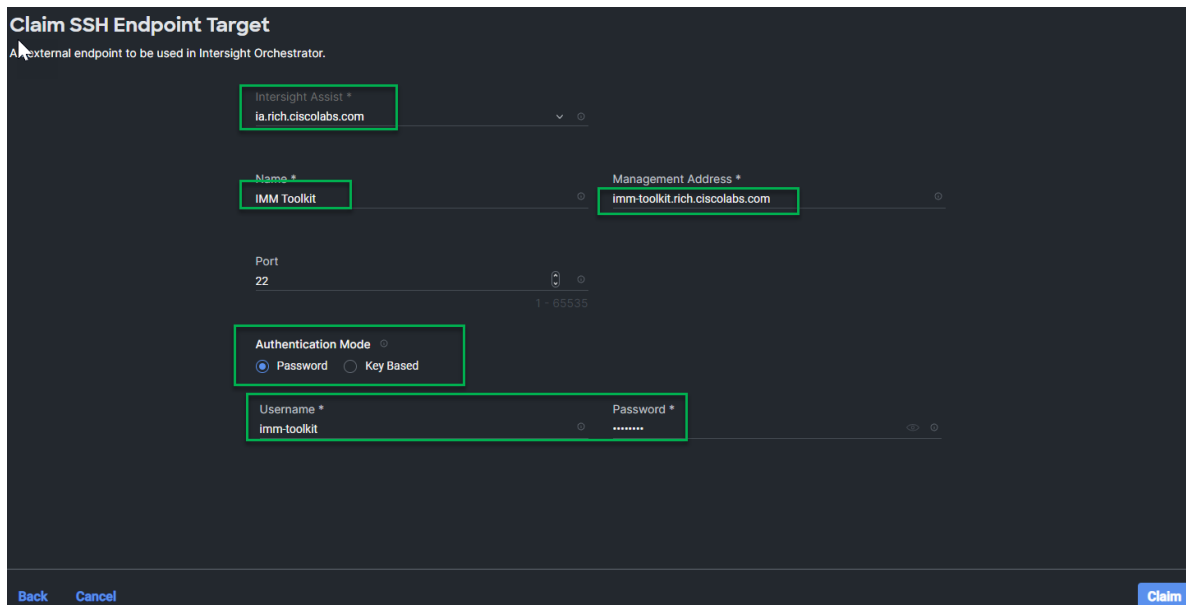 Claim SSH Endpoint Target
external endpoint to be used in Intersight Orchestrator.
Intersight Assist *
ia.rich.ciscolabs.com
Name * Management Address *
IMM Toolkit imm-toolkit.rich.ciscolabs.com
Port
22
1 - 65535
Authentication Mode
Password Key Based
Username * Password *
imm-toolkit ········
Back Cancel Claim